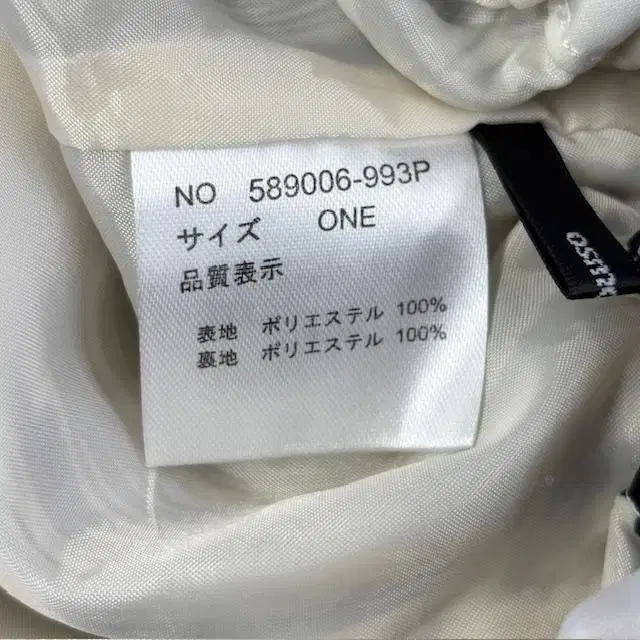 NO 589006-993P
サイズ ONE
品質表示
表地 ポリエステル 100%
裏地 ポリエステル 100%